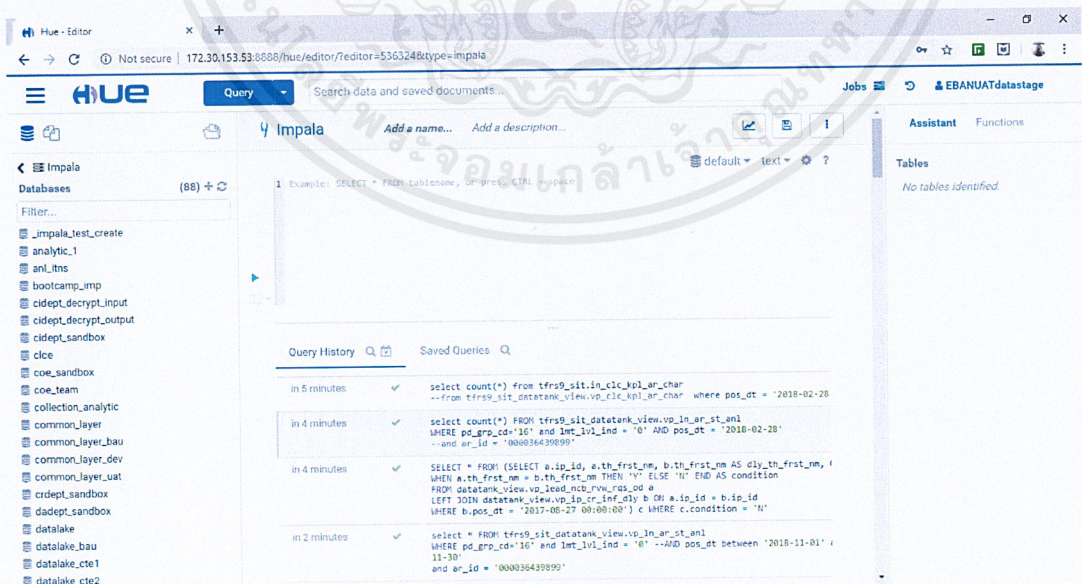 Hue - Editor
Not secure | 172.30.153.53:8888/hue/editor/?editor=536324&type=impala
HUE
Query
Search data and saved documents...
Jobs
EBANUATdatastage
Impala
Add a name...
Add a description...
Assistant
Functions
default
text
?
Impala
Databases
(88)
Filter...
Tables
No tables identified.
1 Example: SELECT * FROM tablename, or press CTRL + space
_impala_test_create
analytic_1
anl_itns
bootcamp_imp
cidept_decrypt_input
cidept_decrypt_output
cidept_sandbox
clce
coe_sandbox
coe_team
collection_analytic
common_layer
common_layer_bau
common_layer_dev
common_layer_uat
crdept_sandbox
dadept_sandbox
datalake
datalake_bau
datalake_cte1
datalake_cte2
Query History
Saved Queries
in 5 minutes
select count(*) from tfrs9_sit.in_clc_kpl_ar_char
--from tfrs9_sit_datatank_view.vp_clc_kpl_ar_char where pos_dt = '2018-02-28
in 4 minutes
select count(*) FROM tfrs9_sit_datatank_view.vp_ln_ar_st_anl
WHERE pd_grp_cd='16' and lmt_lvl_ind = '0' AND pos_dt = '2018-02-28'
--and ar_id = '000036439899'
in 4 minutes
SELECT * FROM (SELECT a.ip_id, a.th_frst_nm, b.th_frst_nm AS dly_th_frst_nm, (
WHEN a.th_frst_nm = b.th_frst_nm THEN 'Y' ELSE 'N' END AS condition
FROM datatank_view.vp_lead_ncb_rvw_rqs_od a
LEFT JOIN datatank_view.vp_ip_cr_inf_dly b ON a.ip_id = b.ip_id
WHERE b.pos_dt = '2017-08-27 00:00:00') c WHERE c.condition = 'N'
in 2 minutes
select * FROM tfrs9_sit_datatank_view.vp_ln_ar_st_anl
WHERE pd_grp_cd='16' and lmt_lvl_ind = '0' --AND pos_dt between '2018-11-01'
11-30'
and ar_id = '000036439899'